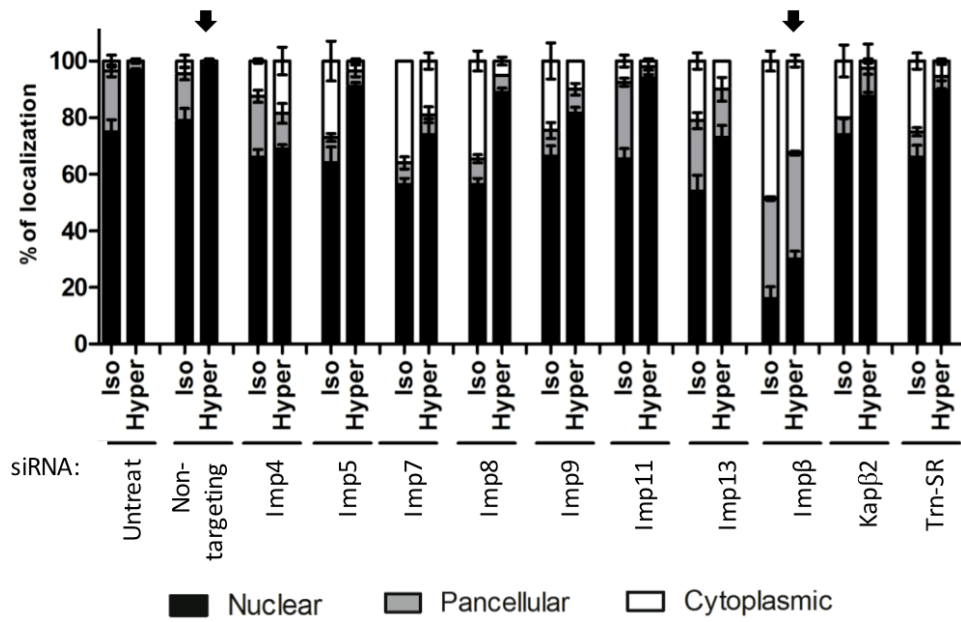 % of localization
100
80
60
40
20
0
Iso Hyper Iso Hyper Iso Hyper Iso Hyper Iso Hyper Iso Hyper Iso Hyper Iso Hyper Iso Hyper Iso Hyper Iso Hyper Iso Hyper
siRNA:
Untreat
Non-
targeting
Imp4
Imp5
Imp7
Imp8
Imp9
Imp11
Imp13
Impβ
Kapβ2
Trn-SR
Nuclear Pancellular Cytoplasmic